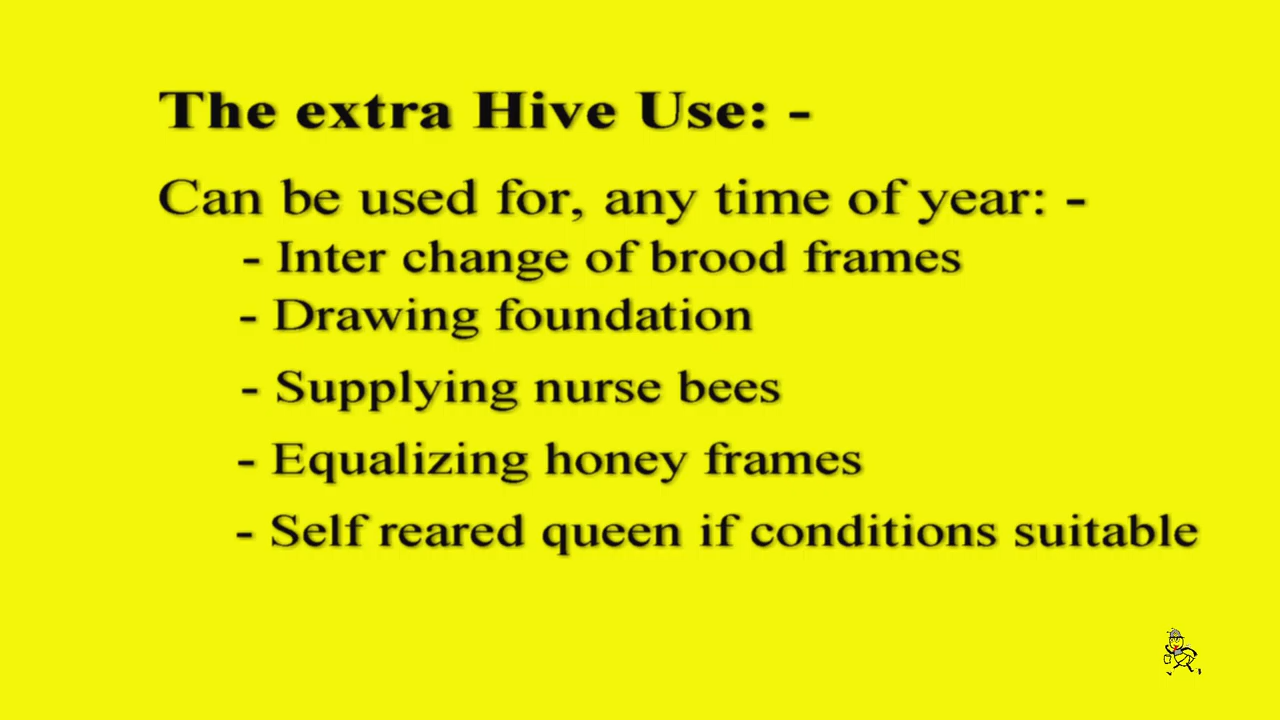 The extra Hive Use: -
Can be used for, any time of year: -
- Inter change of brood frames
- Drawing foundation
- Supplying nurse bees
- Equalizing honey frames
- Self reared queen if conditions suitable